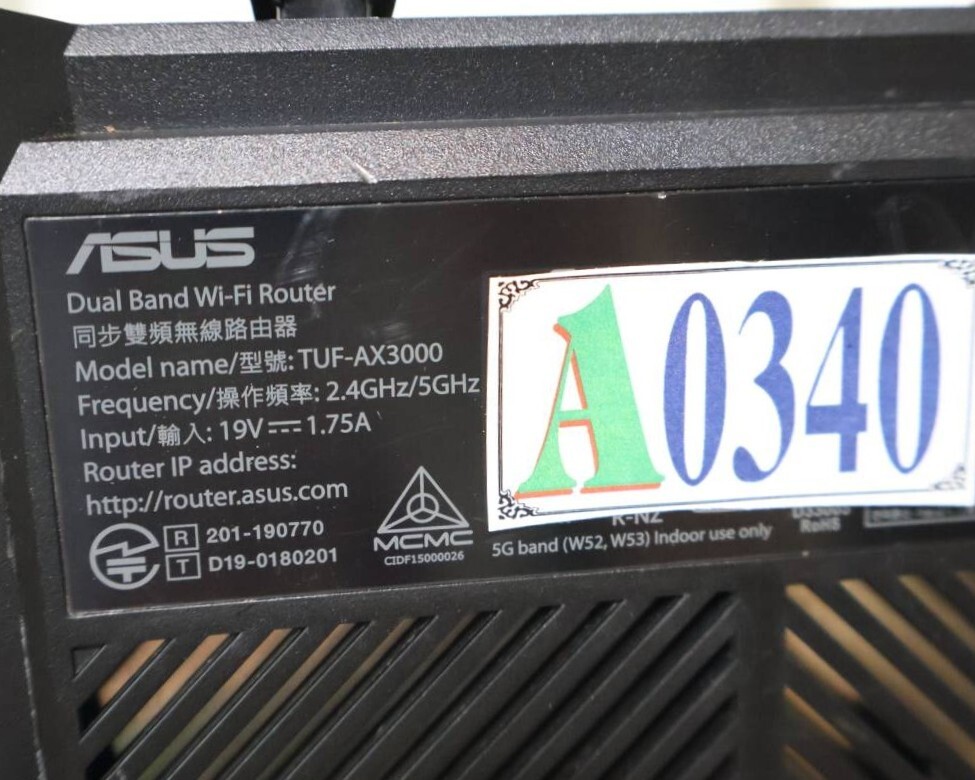 ASUS
Dual Band Wi-Fi Router
同步雙頻無線路由器
Model name/型號: TUF-AX3000
Frequency/操作頻率: 2.4GHz/5GHz
Input/輸入: 19V⎓1.75A
Router IP address:
http://router.asus.com
R 201-190770
T D19-0180201
MCMC
CIDF15000026
A0340
R-NZ
RoHS
5G band (W52, W53) Indoor use only